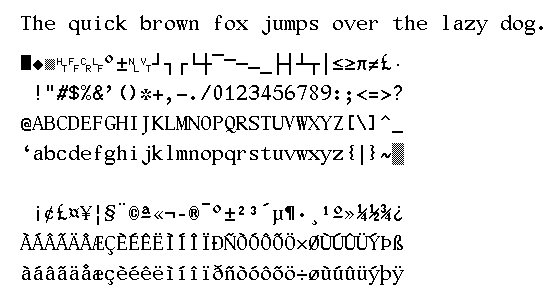 The quick brown fox jumps over the lazy dog.
█◆▒␉␌␍␊°±␤␋┘┐┌└┼⎺⎻─⎼⎽├┤┴┬│≤≥π≠£·
!"#$%&'()*+,-./0123456789:;<=>?
@ABCDEFGHIJKLMNOPQRSTUVWXYZ[\]^_
‘abcdefghijklmnopqrstuvwxyz{|}~▒
¡¢£¤¥¦§¨©ª«¬-®¯°±²³´µ¶·¸¹º»¼½¾¿
ÀÁÂÃÄÅÆÇÈÉÊËÌÍÎÏÐÑÒÓÔÕÖ×ØÙÚÛÜÝÞß
àáâãäåæçèéêëìíîïðñòóôõö÷øùúûüýþÿ